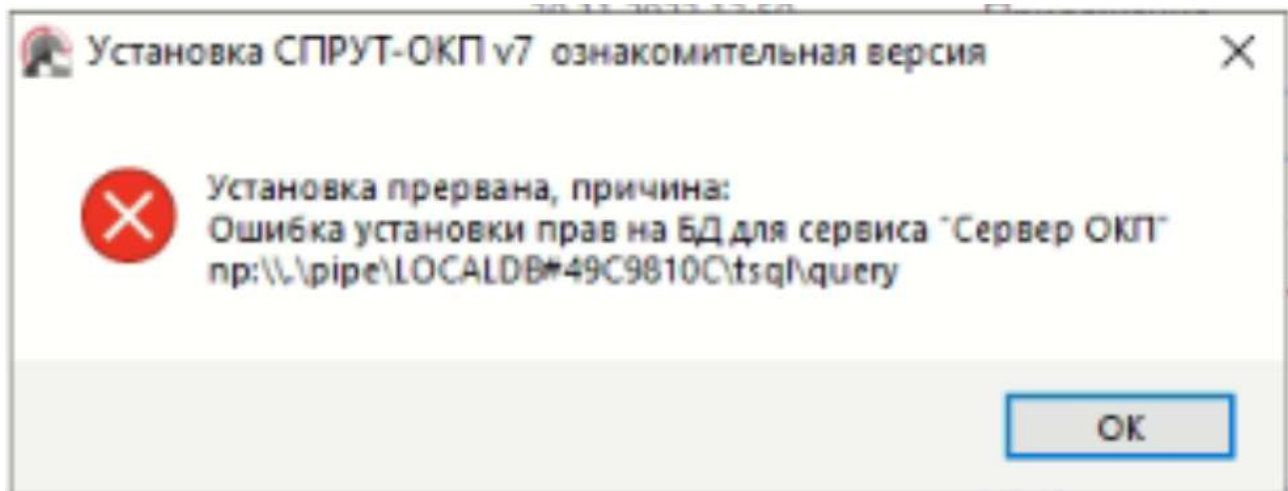 Установка СПРУТ-ОКП v7 ознакомительная версия
Установка прервана, причина:
Ошибка установки прав на БД для сервиса "Сервер ОКП"
np:\\.\pipe\LOCALDB#49C9810C\tsql\query
ОК